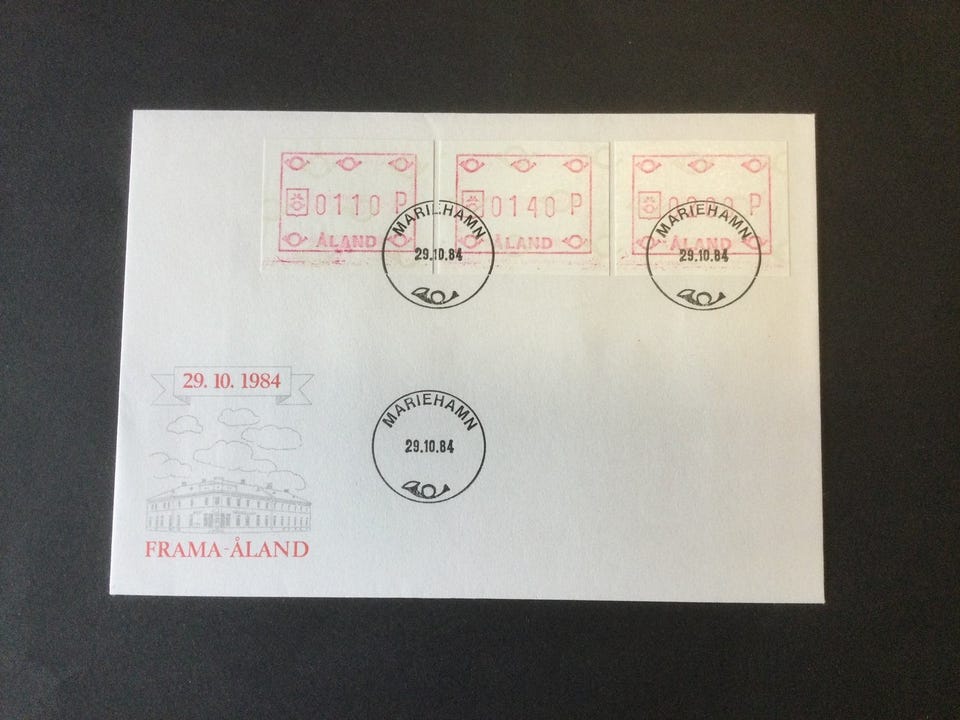 0110 P
ÅLAND
0140 P
ÅLAND
P
ÅLAND
MARIEHAMN
29.10.84
MARIEHAMN
29.10.84
29. 10. 1984
MARIEHAMN
29.10.84
FRAMA-ÅLAND